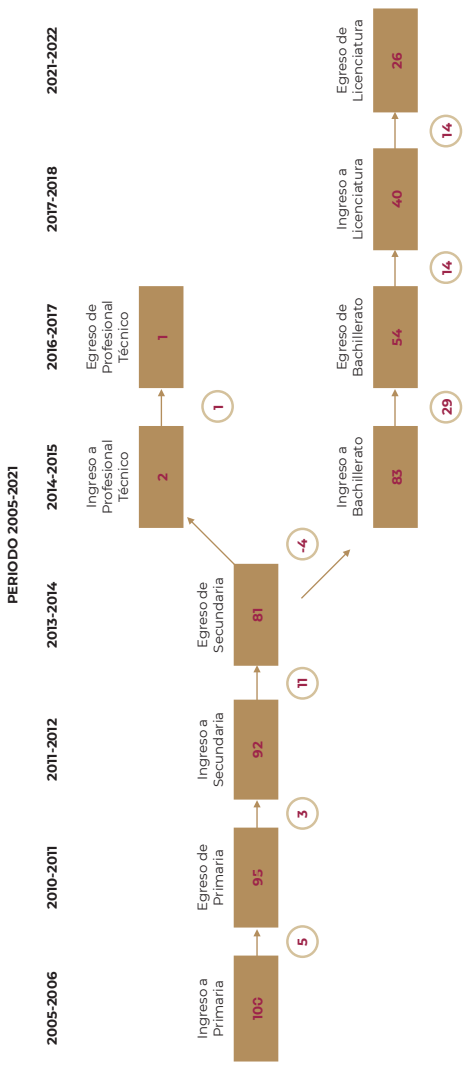 PERIODO 2005-2021
2005-2006
2010-2011
2011-2012
2013-2014
2014-2015
2016-2017
2017-2018
2021-2022
Ingreso a
Profesional
Técnico
2
1
Egreso de
Profesional
Técnico
1
Ingreso a
Primaria
100
5
Egreso de
Primaria
95
3
Ingreso a
Secundaria
92
11
Egreso de
Secundaria
81
-4
Ingreso a
Bachillerato
83
29
Egreso de
Bachillerato
54
14
Ingreso a
Licenciatura
40
14
Egreso de
Licenciatura
26